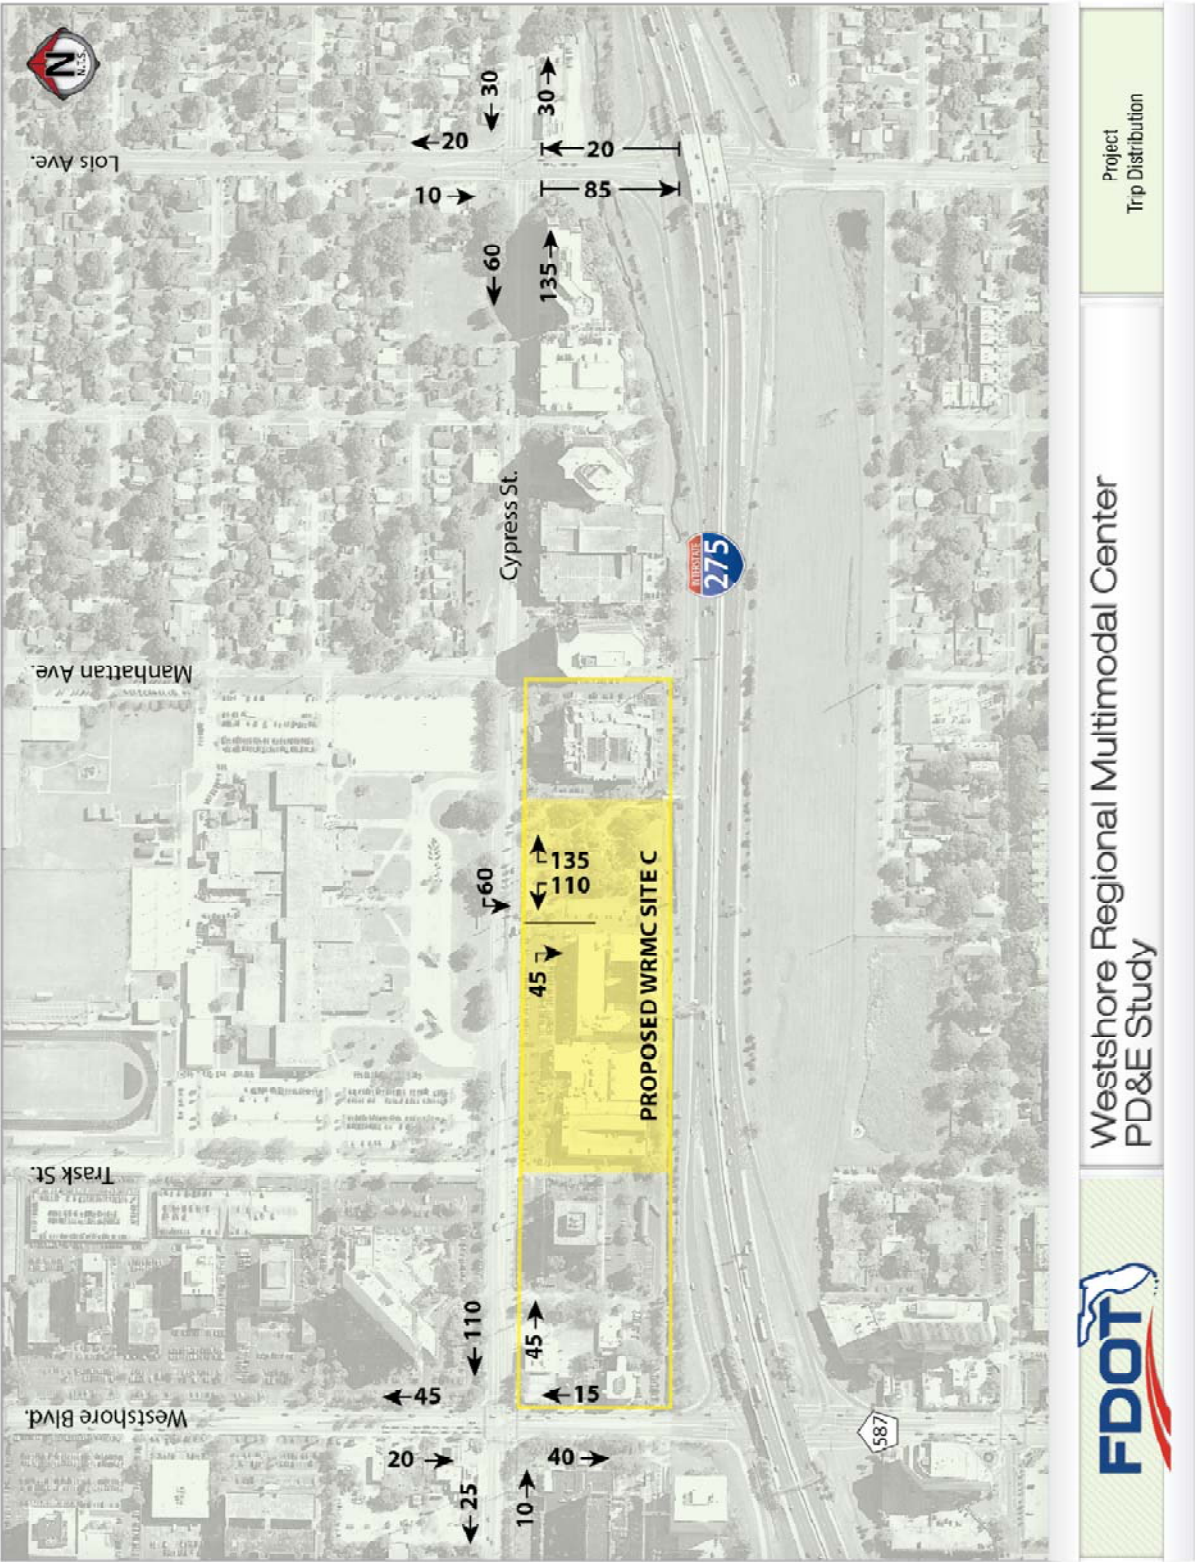 N
N.T.S.
Lois Ave.
10
20
30
30
20
85
60
135
Cypress St.
INTERSTATE
275
Manhattan Ave.
60
135
110
45
PROPOSED WRMC SITE C
Trask St.
110
45
45
15
Westshore Blvd.
20
40
25
10
587
FDOT
Westshore Regional Multimodal Center
PD&E Study
Project
Trip Distribution